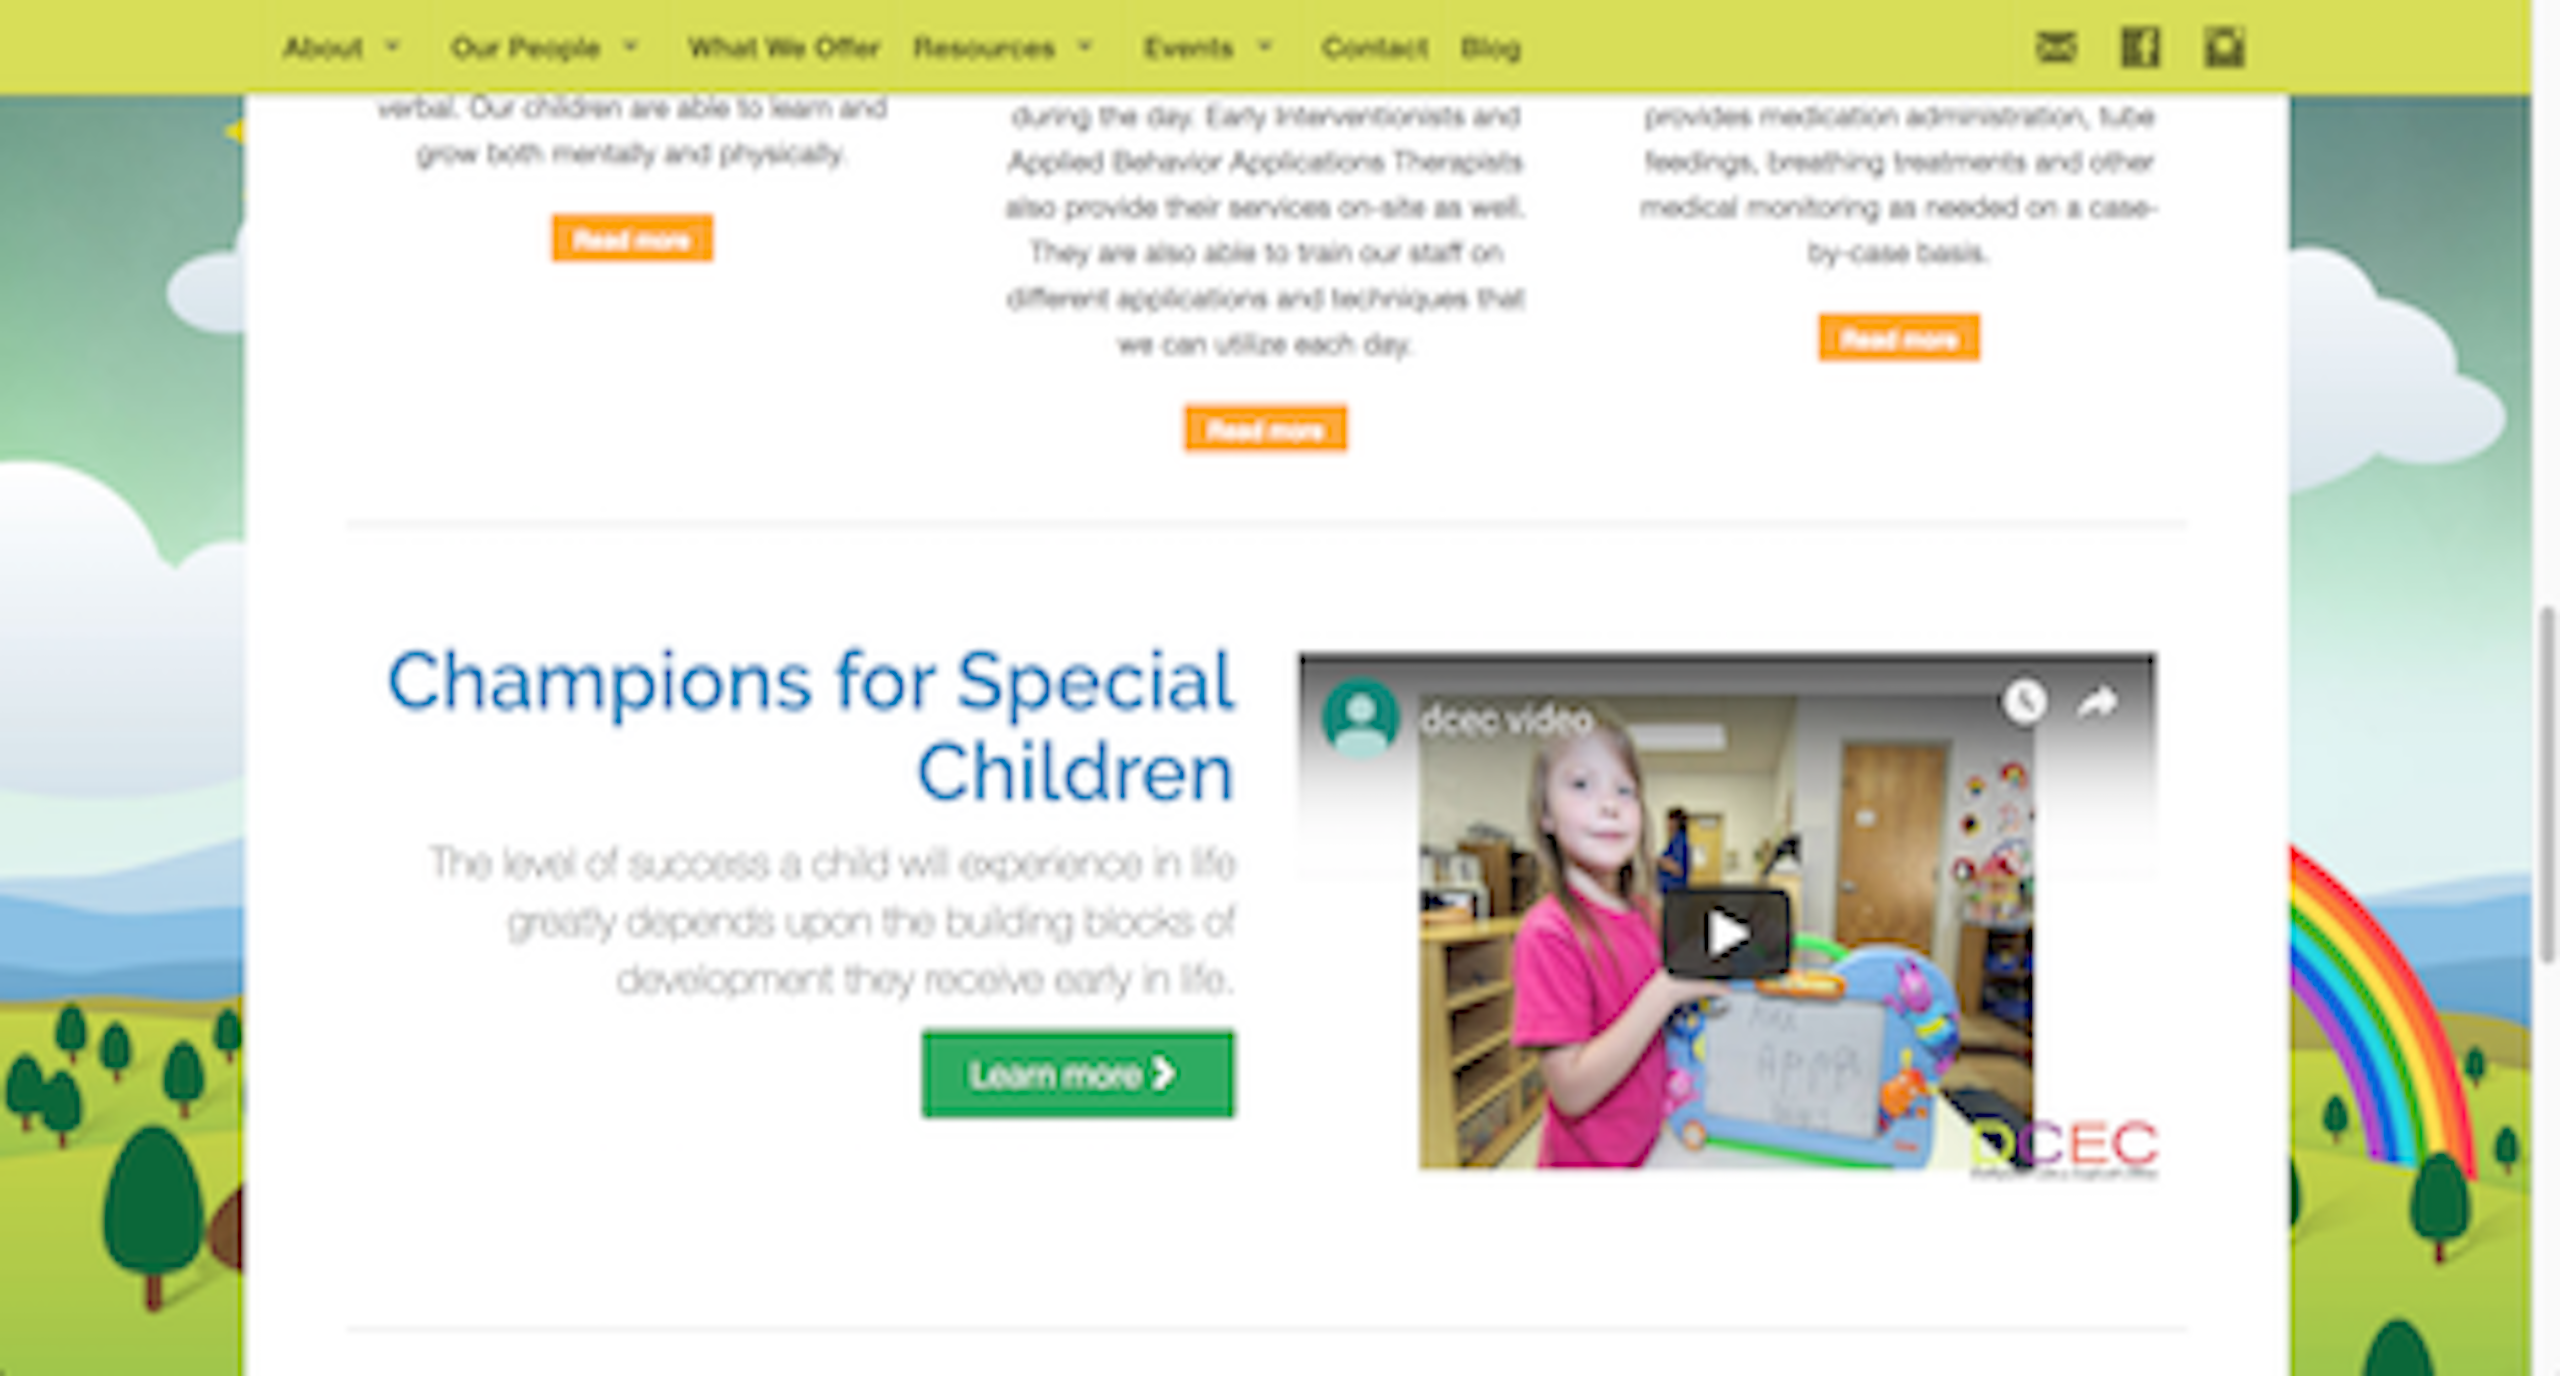 About
Our People
What We Offer
Resources
Events
Contact
Blog
verbal. Our children are able to learn and
grow both mentally and physically.
Read more
during the day. Early Interventionists and
Applied Behavior Applications Therapists
also provide their services on-site as well.
They are also able to train our staff on
different applications and techniques that
we can utilize each day.
Read more
provides medication administration, tube
feedings, breathing treatments and other
medical monitoring as needed on a case-
by-case basis.
Read more
Champions for Special
Children
The level of success a child will experience in life
greatly depends upon the building blocks of
development they receive early in life.
Learn more
dcec video
DCEC